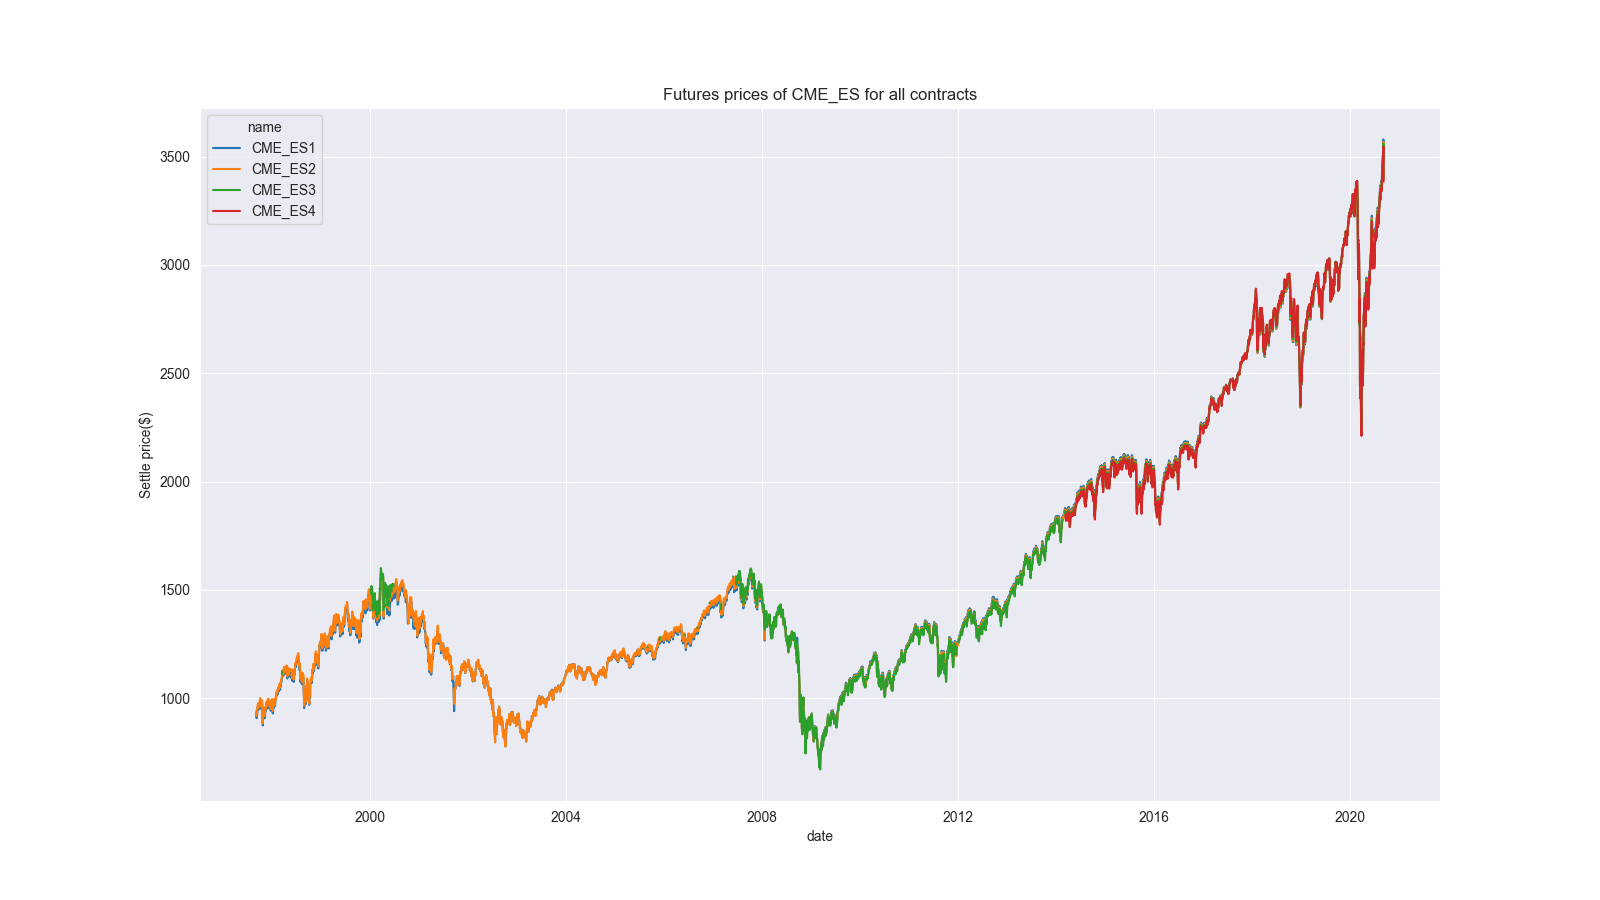 Futures prices of CME_ES for all contracts
name
CME_ES1
CME_ES2
CME_ES3
CME_ES4
3500
3000
2500
2000
1500
1000
Settle price($)
2000 2004 2008 2012 2016 2020
date